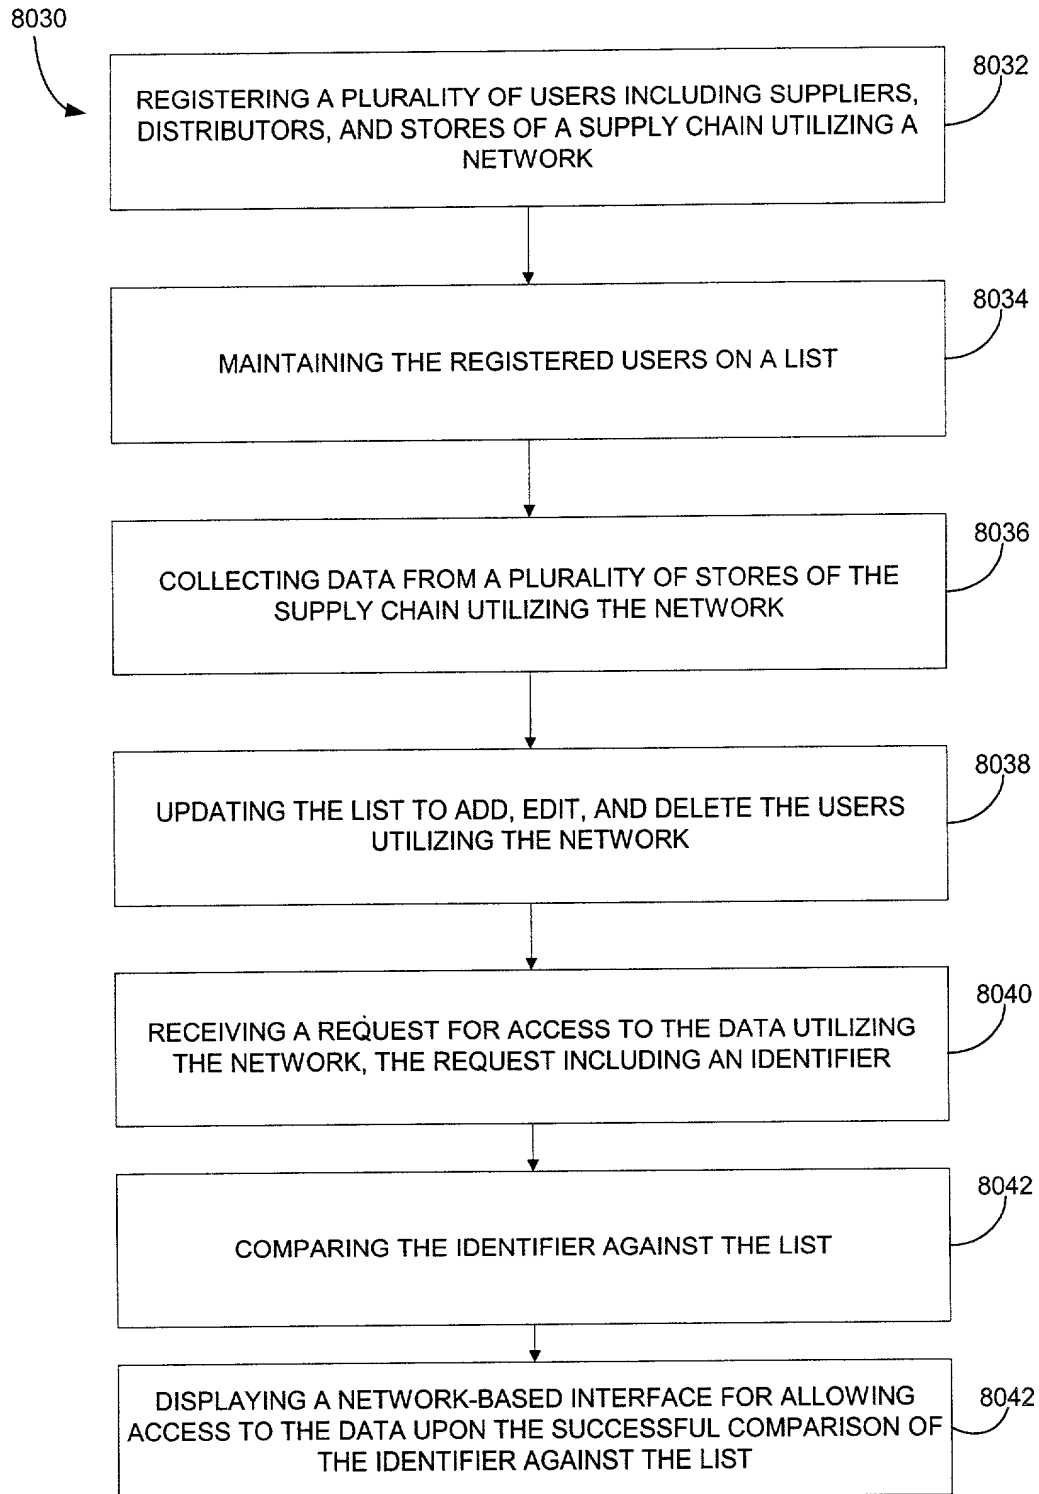 8030
8032
REGISTERING A PLURALITY OF USERS INCLUDING SUPPLIERS,
DISTRIBUTORS, AND STORES OF A SUPPLY CHAIN UTILIZING A
NETWORK
8034
MAINTAINING THE REGISTERED USERS ON A LIST
8036
COLLECTING DATA FROM A PLURALITY OF STORES OF THE
SUPPLY CHAIN UTILIZING THE NETWORK
8038
UPDATING THE LIST TO ADD, EDIT, AND DELETE THE USERS
UTILIZING THE NETWORK
8040
RECEIVING A REQUEST FOR ACCESS TO THE DATA UTILIZING
THE NETWORK, THE REQUEST INCLUDING AN IDENTIFIER
8042
COMPARING THE IDENTIFIER AGAINST THE LIST
8042
DISPLAYING A NETWORK-BASED INTERFACE FOR ALLOWING
ACCESS TO THE DATA UPON THE SUCCESSFUL COMPARISON OF
THE IDENTIFIER AGAINST THE LIST